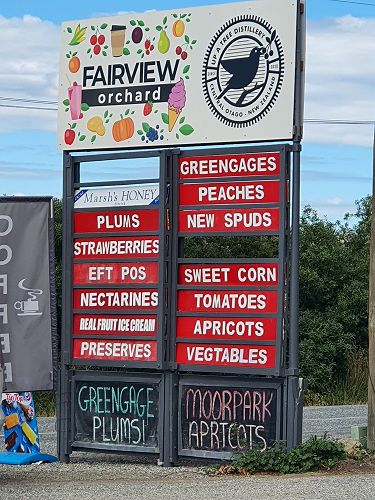 FAIRVIEW
orchard
UP A TREE DISTILLERY
CENTRAL OTAGO - NEW ZEALAND
Marsh's HONEY
PLUMS
STRAWBERRIES
EFT POS
NECTARINES
REAL FRUIT ICE CREAM
PRESERVES
GREENGAGES
PEACHES
NEW SPUDS
SWEET CORN
TOMATOES
APRICOTS
VEGTABLES
GREENGAGE
PLUMS!
MOORPARK
APRICOTS
COFFEE